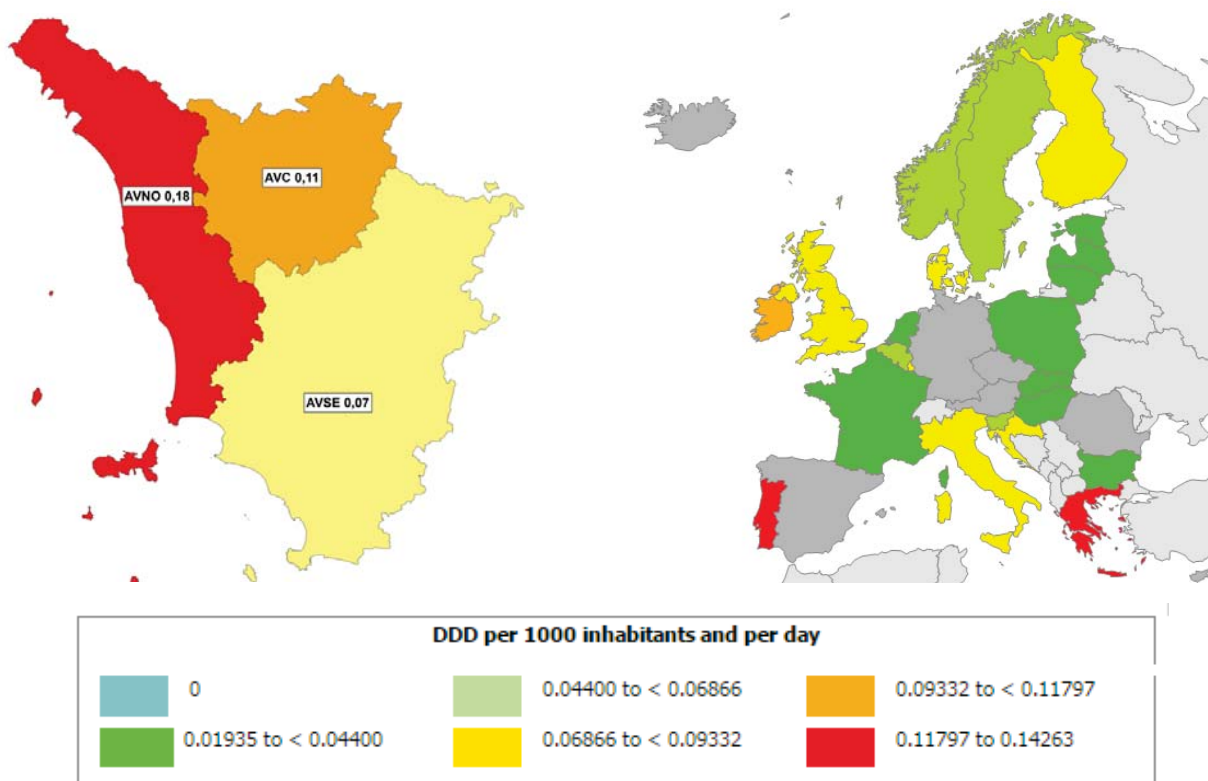 AVNO 0,18
AVC 0,11
AVSE 0,07
DDD per 1000 inhabitants and per day
0
0.04400 to < 0.06866
0.09332 to < 0.11797
0.01935 to < 0.04400
0.06866 to < 0.09332
0.11797 to 0.14263